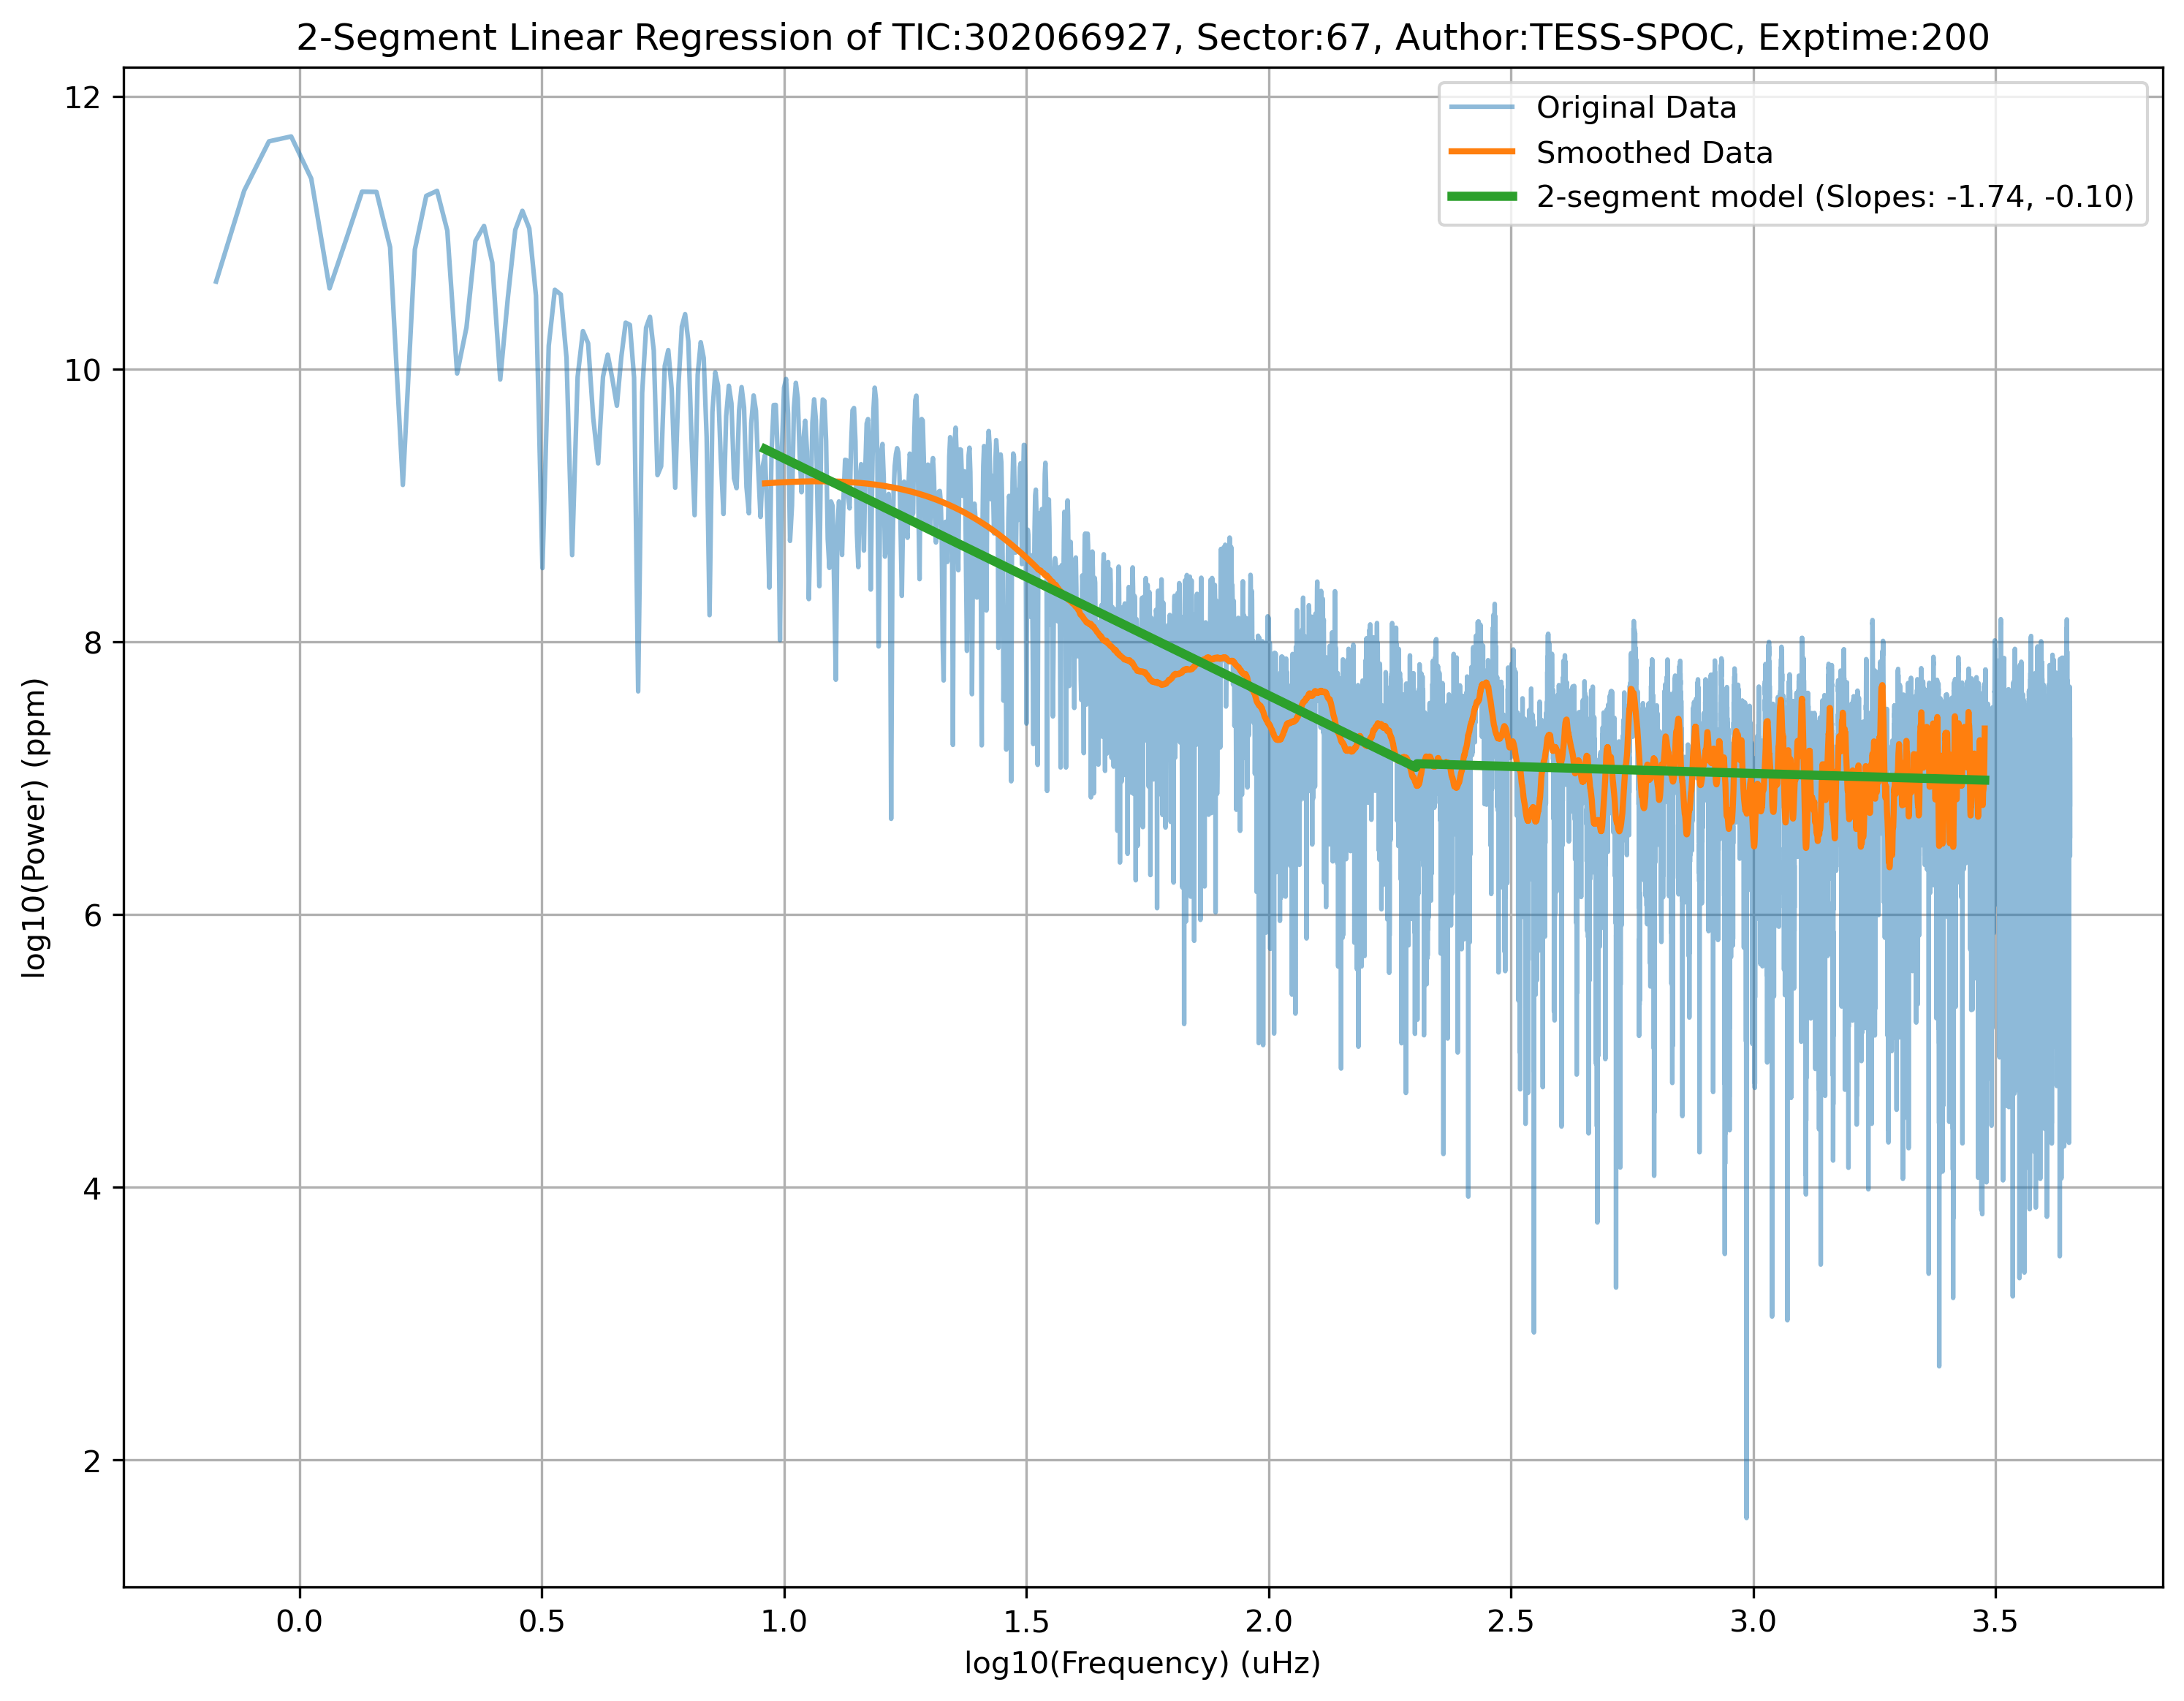 2-Segment Linear Regression of TIC:302066927, Sector:67, Author:TESS-SPOC, Exptime:200
Original Data
Smoothed Data
2-segment model (Slopes: -1.74, -0.10)
log10(Power) (ppm)
12
10
8
6
4
2
0.0 0.5 1.0 1.5 2.0 2.5 3.0 3.5
log10(Frequency) (uHz)